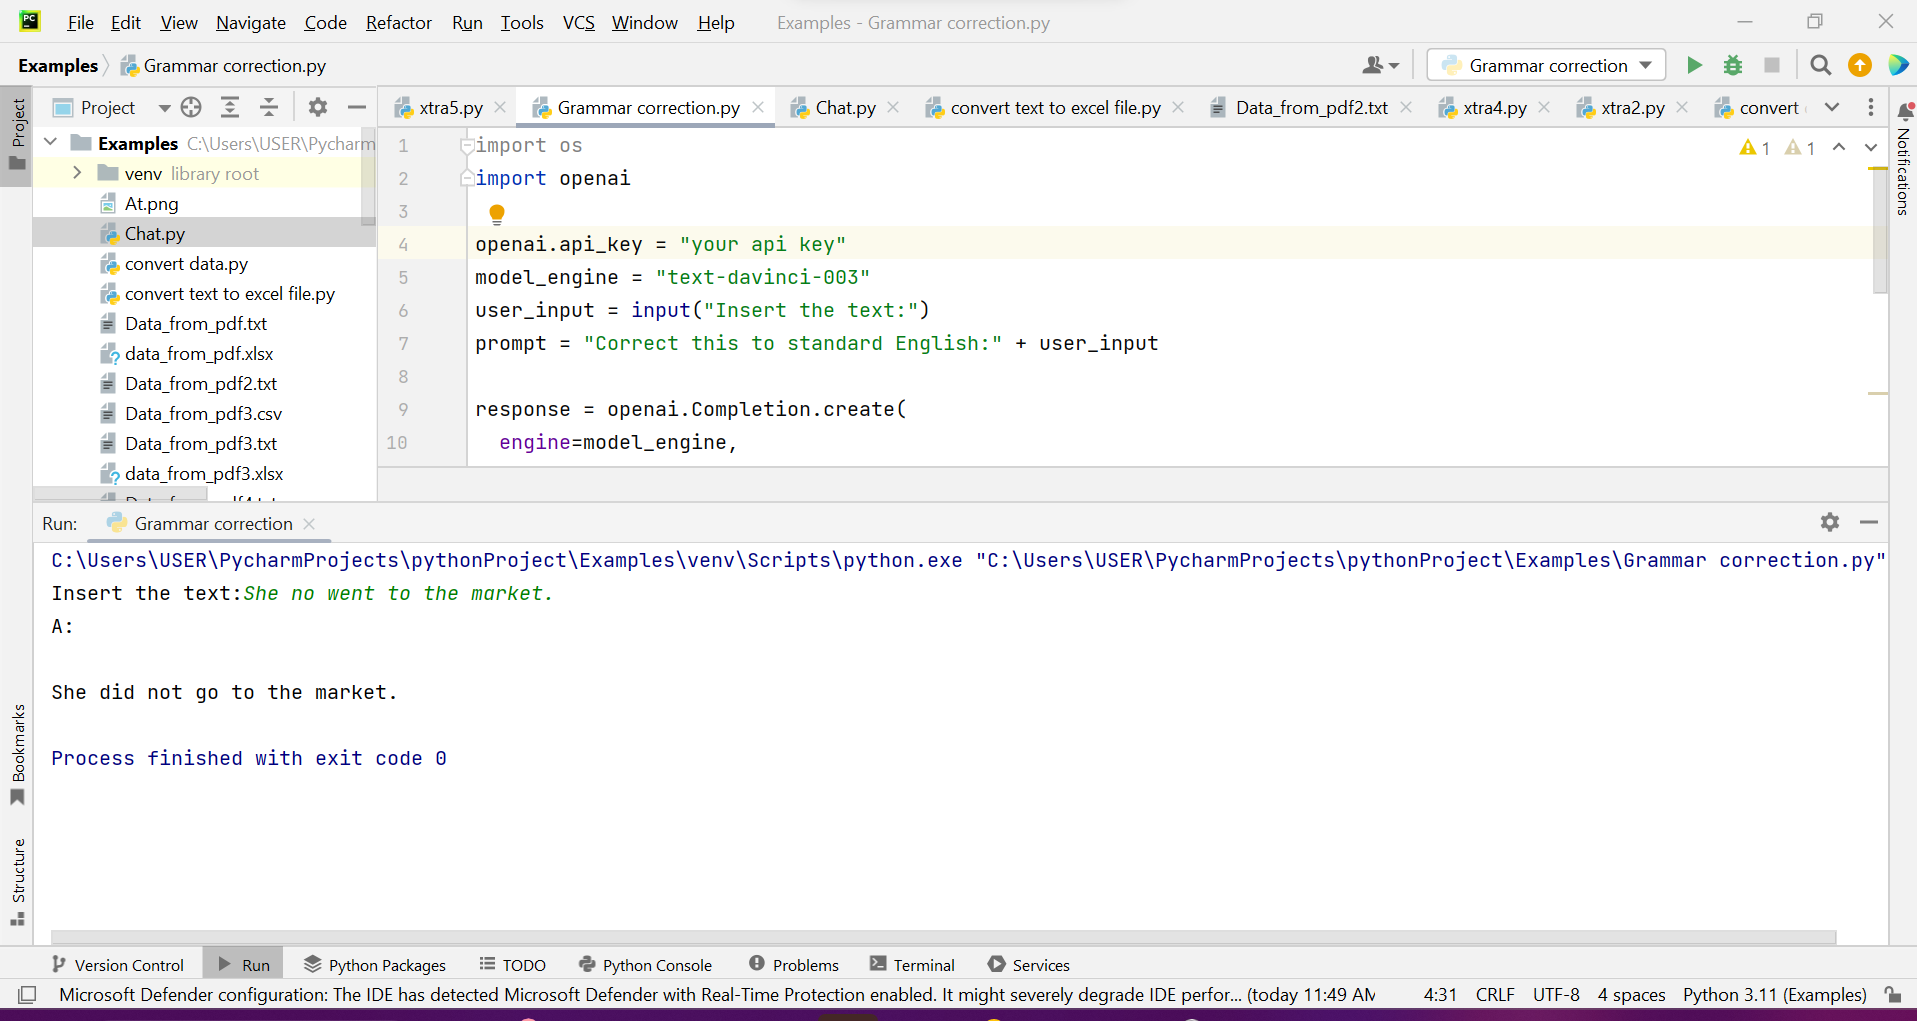 PC
File Edit View Navigate Code Refactor Run Tools VCS Window Help Examples - Grammar correction.py
Examples Grammar correction.py
Grammar correction
Project
Project
xtra5.py Grammar correction.py Chat.py convert text to excel file.py Data_from_pdf2.txt xtra4.py xtra2.py convert
Notifications
Examples C:\Users\USER\Pycharm
venv library root
At.png
Chat.py
convert data.py
convert text to excel file.py
Data_from_pdf.txt
data_from_pdf.xlsx
Data_from_pdf2.txt
Data_from_pdf3.csv
Data_from_pdf3.txt
data_from_pdf3.xlsx
1 import os
1 1
2 import openai
3
4 openai.api_key = "your api key"
5 model_engine = "text-davinci-003"
6 user_input = input("Insert the text:")
7 prompt = "Correct this to standard English:" + user_input
8
9 response = openai.Completion.create(
10 engine=model_engine,
Run: Grammar correction
C:\Users\USER\PycharmProjects\pythonProject\Examples\venv\Scripts\python.exe "C:\Users\USER\PycharmProjects\pythonProject\Examples\Grammar correction.py"
Insert the text:She no went to the market.
A:
She did not go to the market.
Process finished with exit code 0
Bookmarks
Structure
Version Control Run Python Packages TODO Python Console Problems Terminal Services
Microsoft Defender configuration: The IDE has detected Microsoft Defender with Real-Time Protection enabled. It might severely degrade IDE perfor... (today 11:49 AM 4:31 CRLF UTF-8 4 spaces Python 3.11 (Examples)